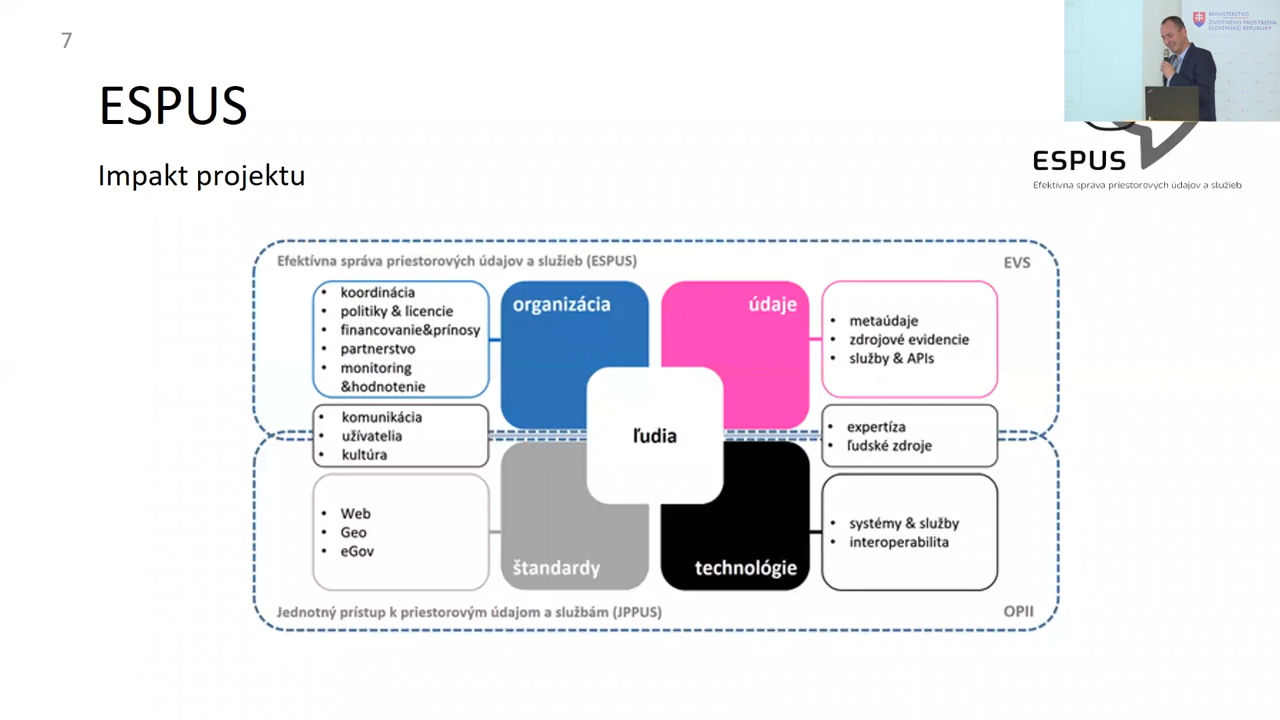 7
ESPUS
Impakt projektu
MINISTERSTVO
ŽIVOTNÉHO PROSTREDIA
SLOVENSKEJ REPUBLIKY
ESPUS
Efektívna správa priestorových údajov a služieb
Efektívna správa priestorových údajov a služieb (ESPUS)
EVS
• koordinácia
• politiky & licencie
• financovanie&prínosy
• partnerstvo
• monitoring
&hodnotenie
organizácia
údaje
• metaúdaje
• zdrojové evidencie
• služby & APIs
• komunikácia
• užívatelia
• kultúra
ľudia
• expertíza
• ľudské zdroje
• Web
• Geo
• eGov
štandardy
technológie
• systémy & služby
• interoperabilita
Jednotný prístup k priestorovým údajom a službám (JPPUS)
OPII